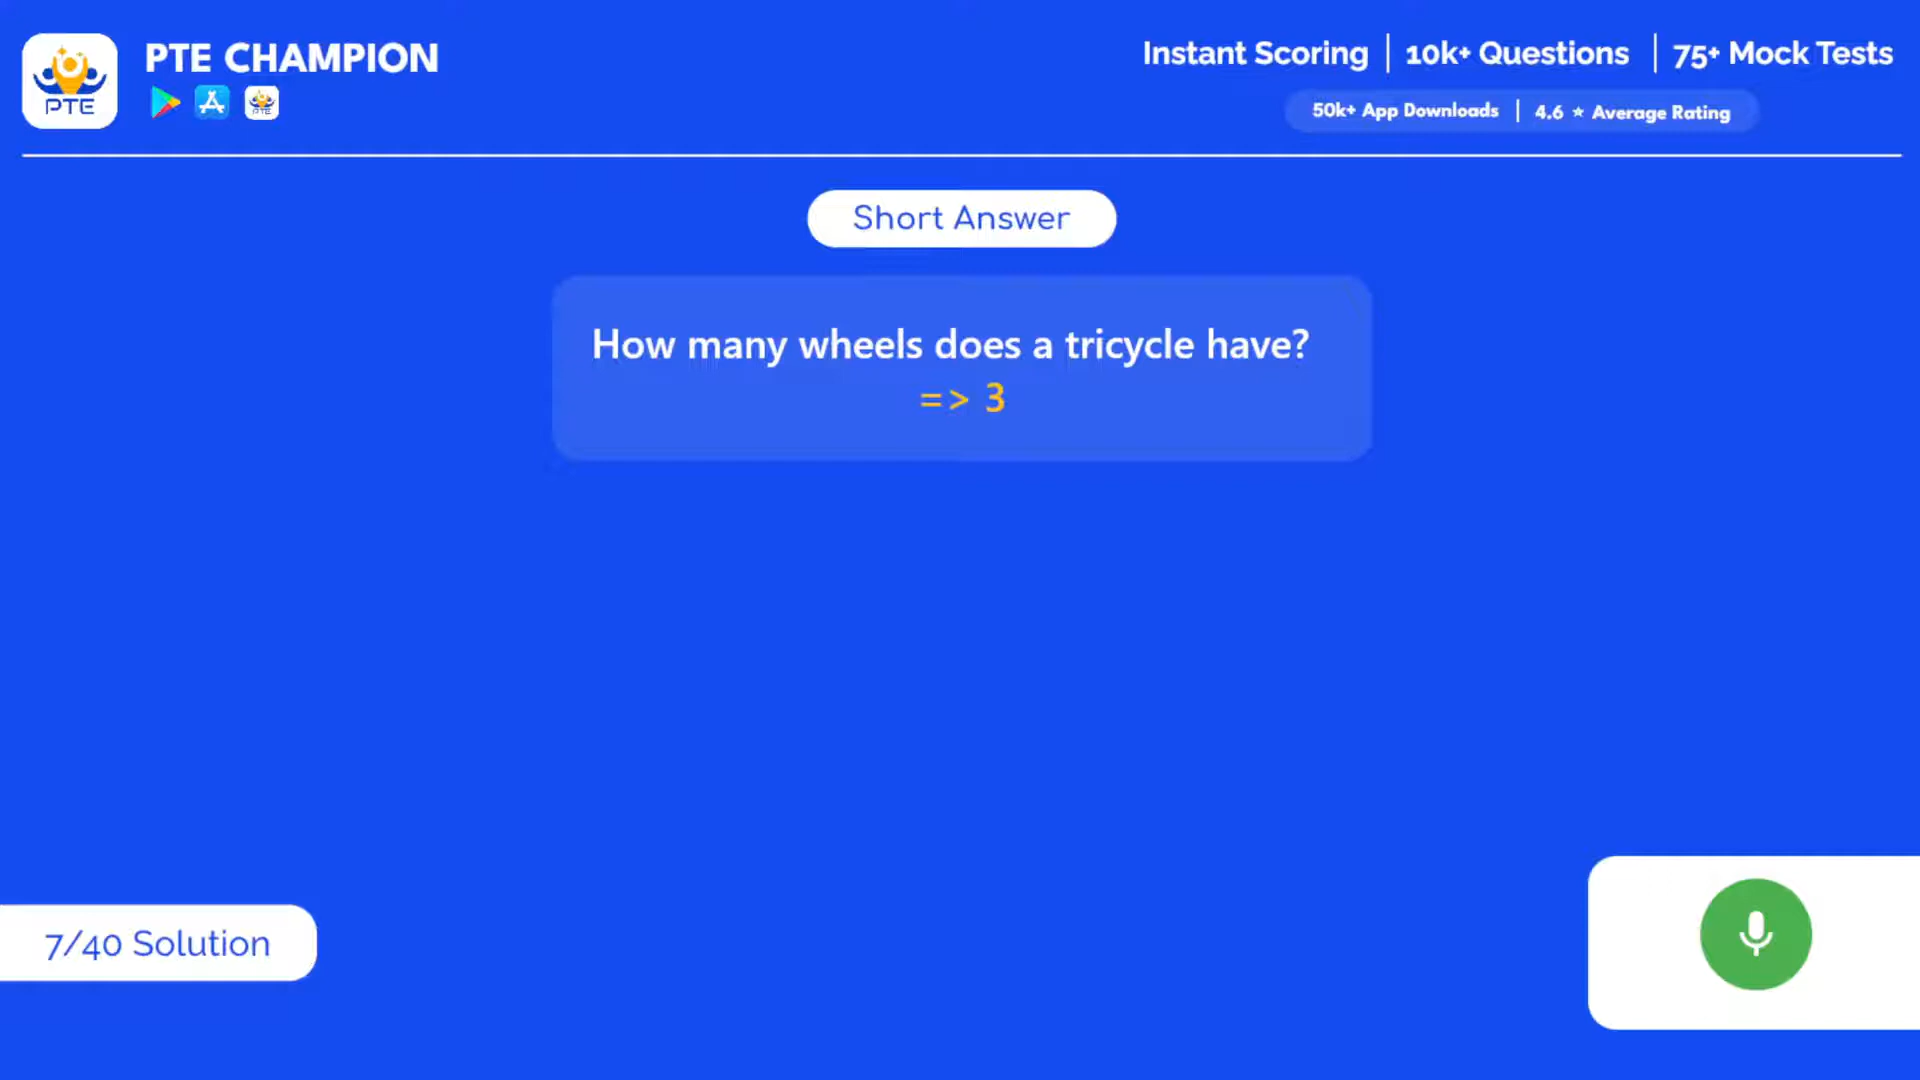 PTE
PTE CHAMPION
PTE
Instant Scoring | 10k+ Questions | 75+ Mock Tests
50k+ App Downloads | 4.6 ★ Average Rating
Short Answer
How many wheels does a tricycle have?
=> 3
7/40 Solution